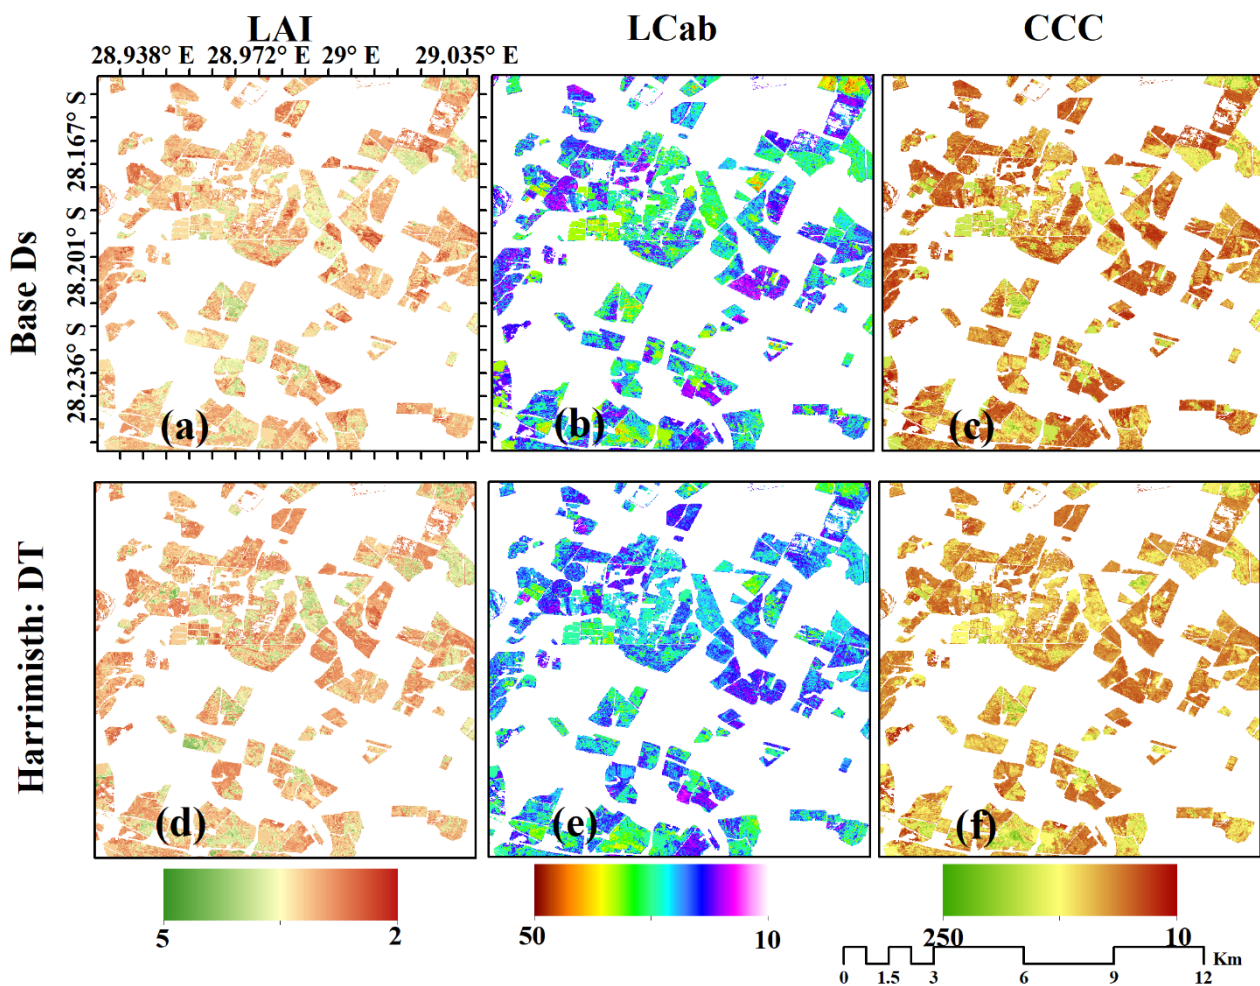 LAI LCab CCC
28.938° E 28.972° E 29° E 29.035° E
28.167° S
28.201° S
28.236° S
Base Ds
(a) (b) (c)
Harrimisth: DT
(d) (e) (f)
5 2 50 10 250 10
Km
0 1.5 3 6 9 12